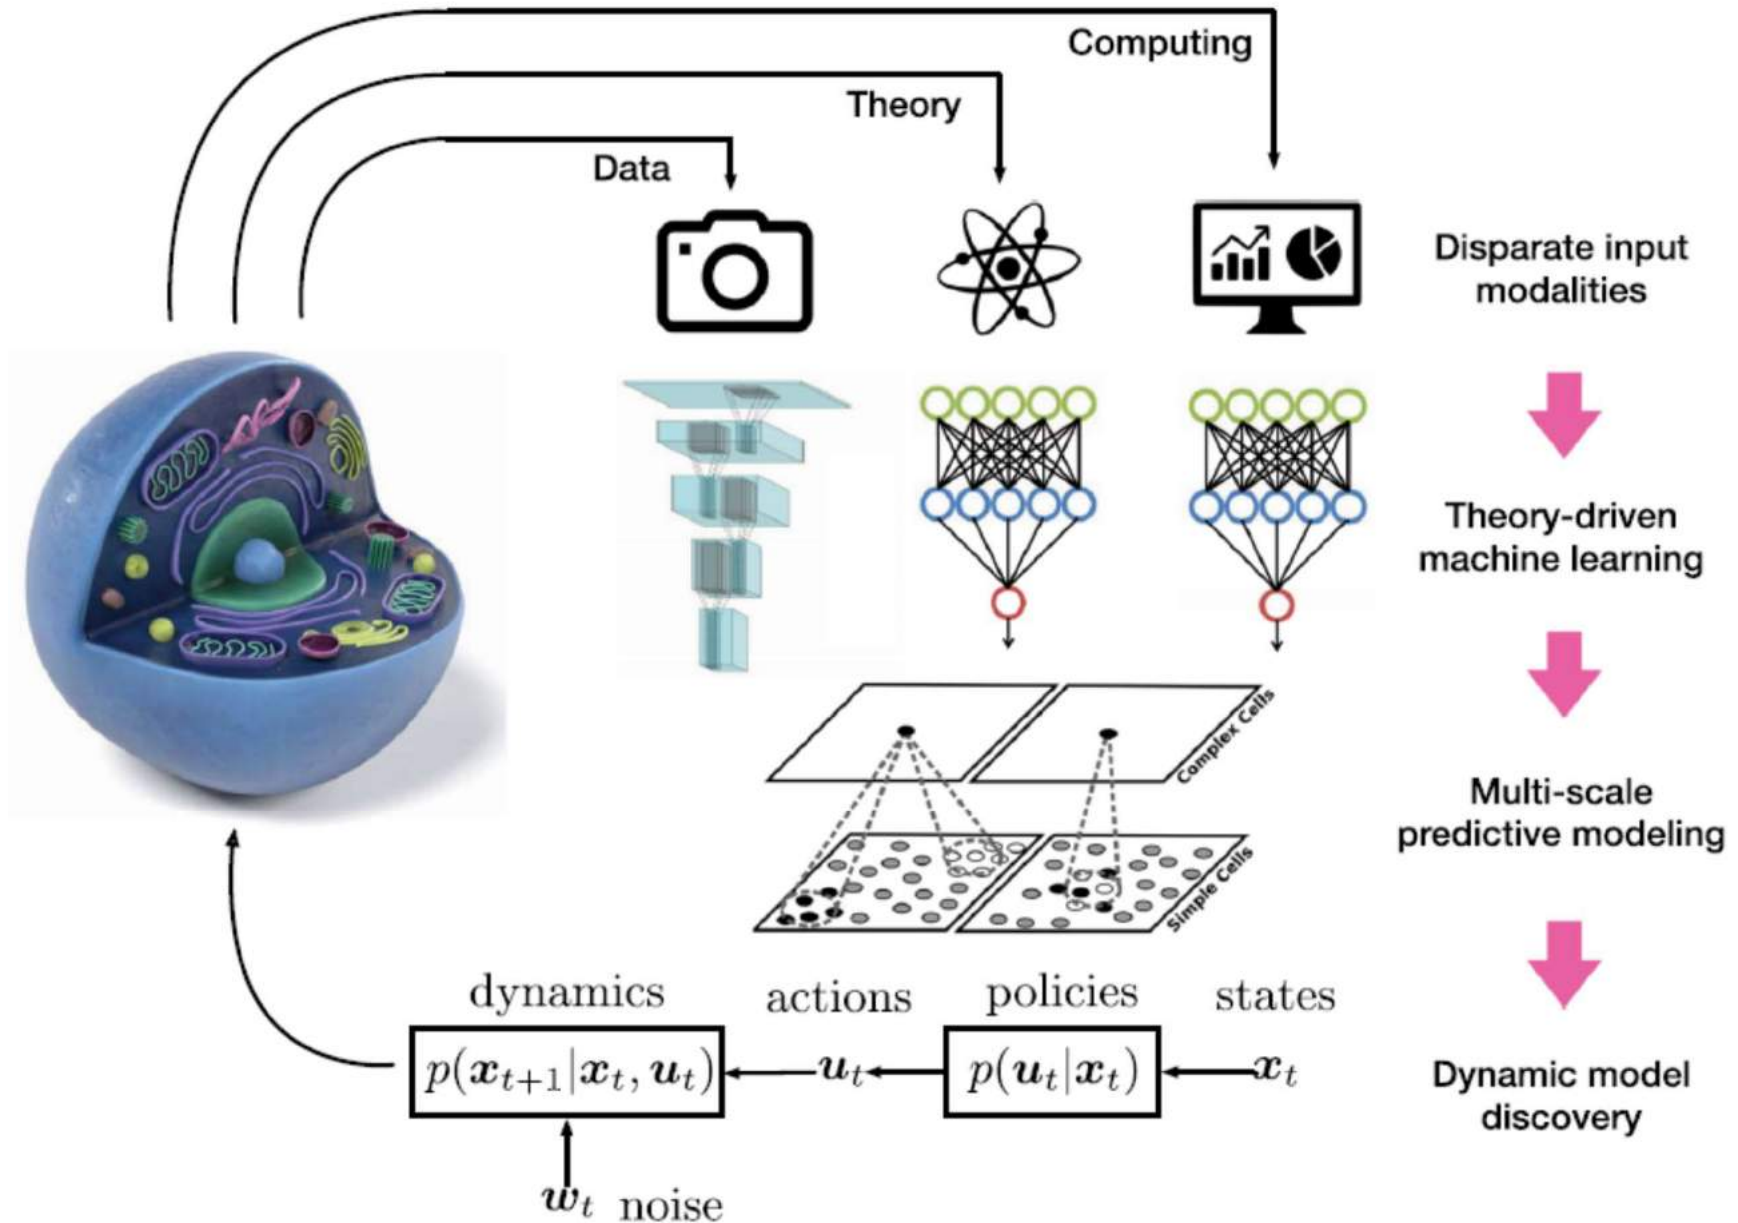 Computing
Theory
Data
Disparate input
modalities
Theory-driven
machine learning
Complex Cells
Multi-scale
predictive modeling
Simple Cells
dynamics actions policies states
p(x_{t+1}|x_t, u_t) u_t p(u_t|x_t) x_t
Dynamic model
discovery
w_t noise